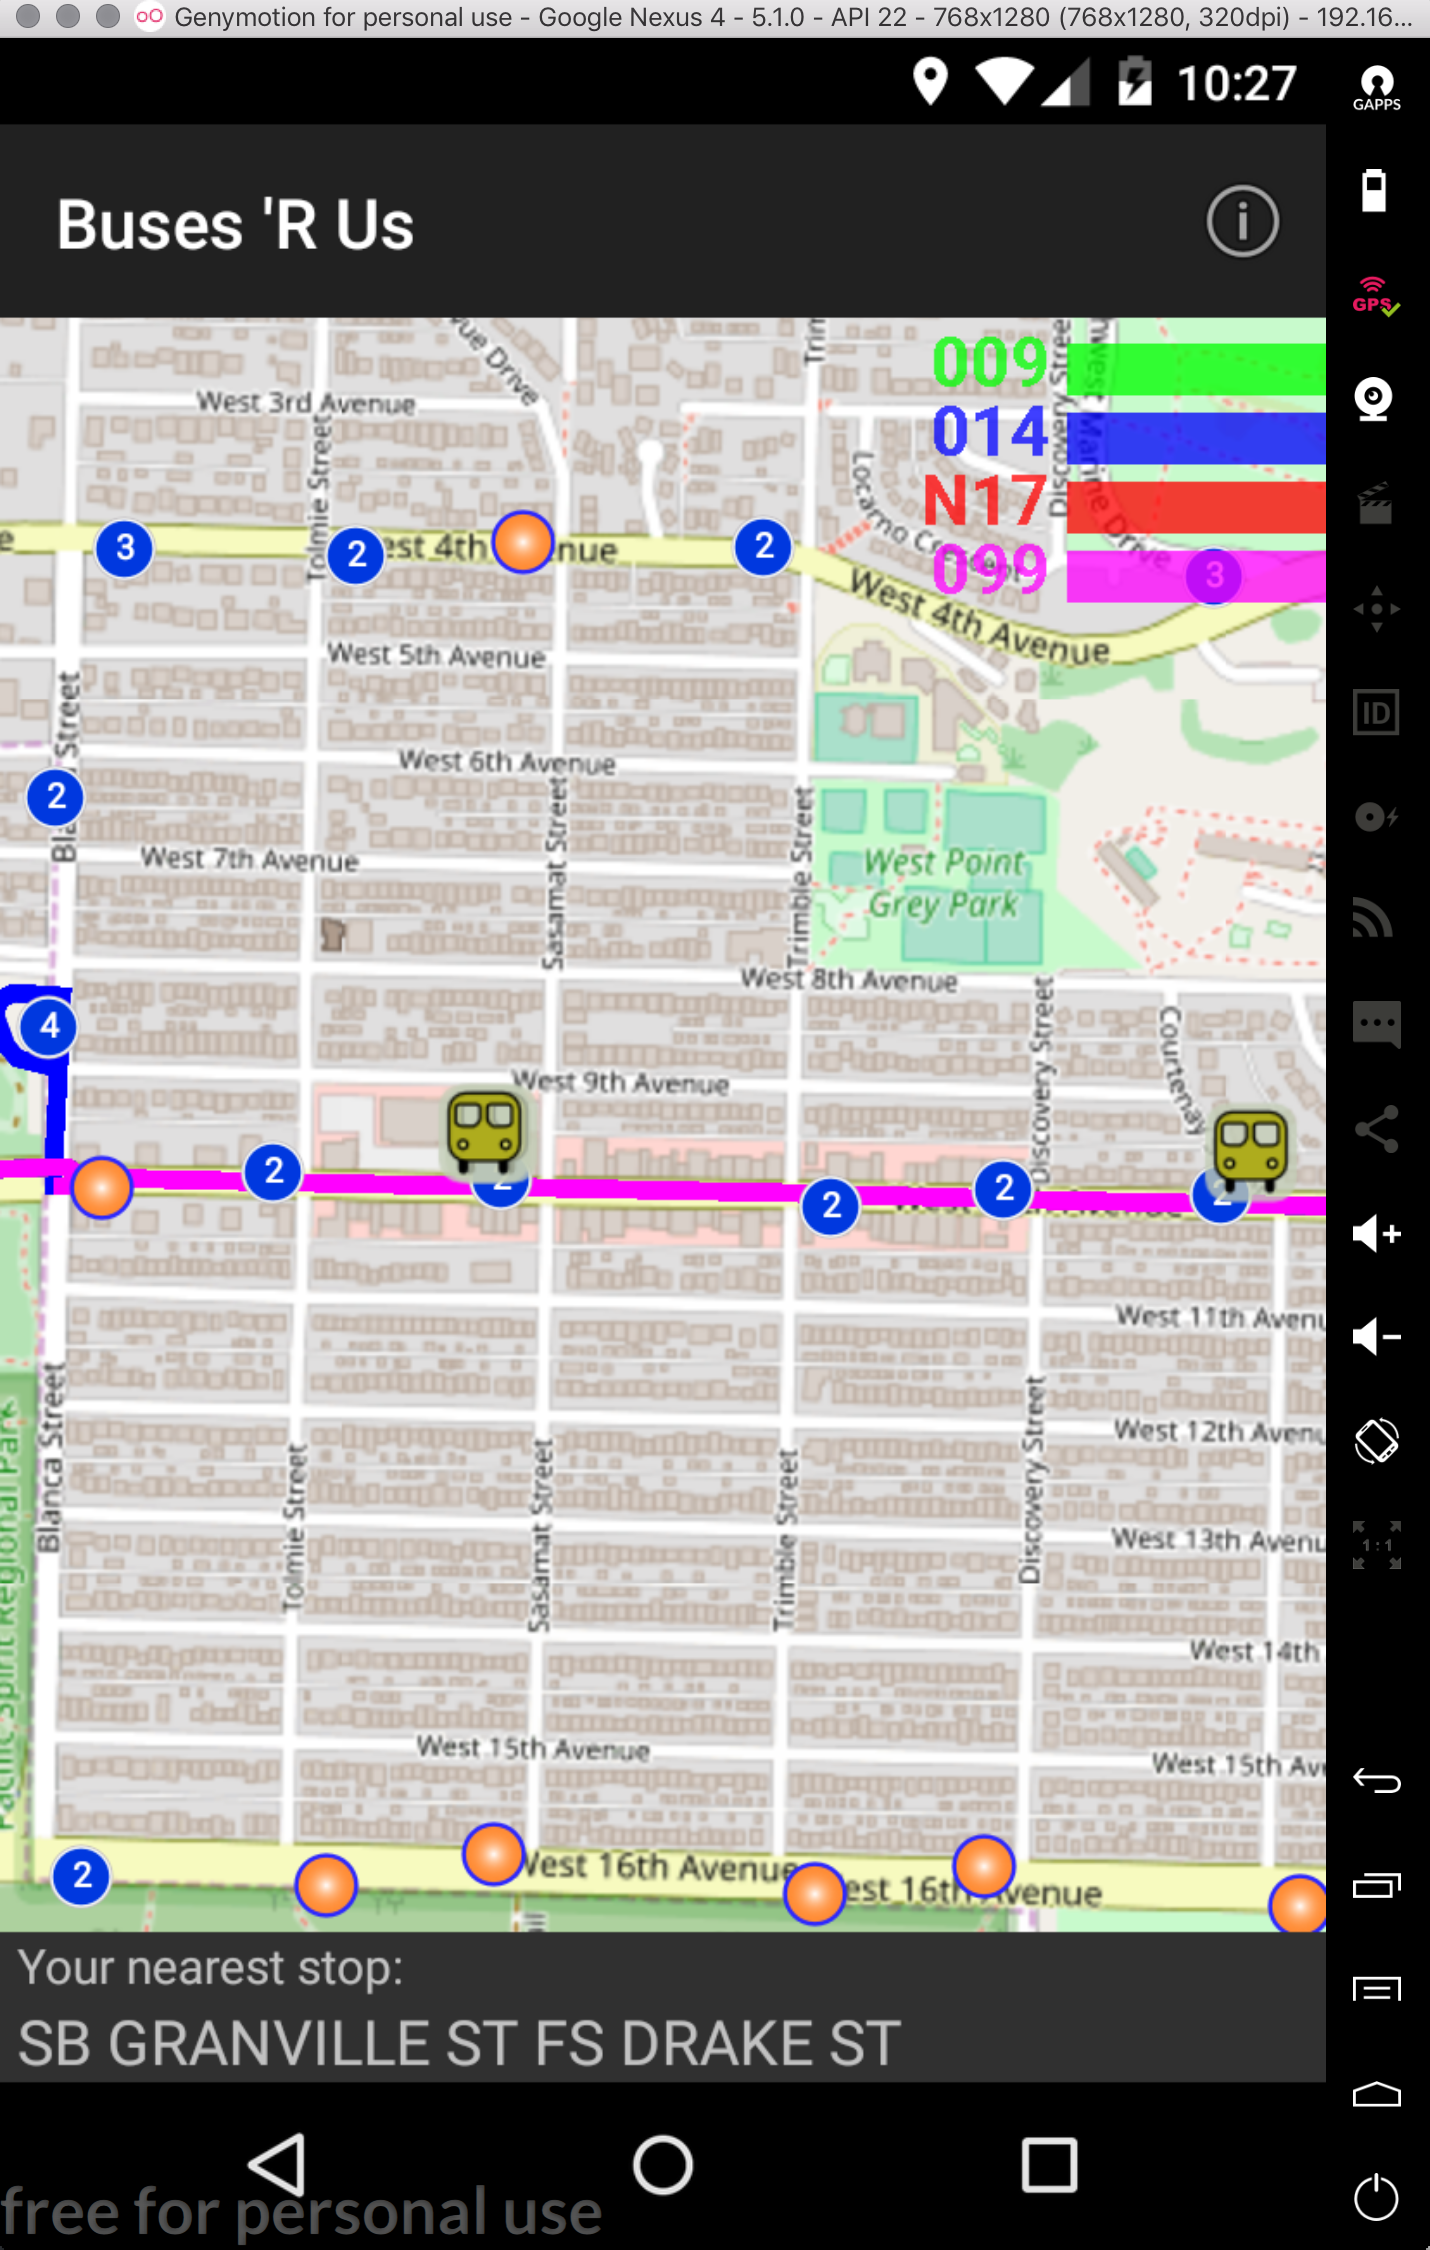 Genymotion for personal use - Google Nexus 4 - 5.1.0 - API 22 - 768x1280 (768x1280, 320dpi) - 192.16...
10:27
GAPPS
Buses 'R Us
GPS
009
014
N17
099
West 3rd Avenue
Tolmie Street
Locarno Crescent
Discovery Street
Marine Drive
3
2
est 4th
nue
2
3
West 4th Avenue
West 5th Avenue
ID
Street
West 6th Avenue
2
West 7th Avenue
Sasamat Street
Trimble Street
West Point
Grey Park
West 8th Avenue
4
Discovery Street
Courtenay
West 9th Avenue
2
2
2
2
2
West 11th Avenu
Blanca Street
West 12th Avenu
Tolmie Street
Sasamat Street
Trimble Street
Discovery Street
West 13th Avenu
1:1
Pacific Spirit Regional Park
West 14th
West 15th Avenue
West 15th Av
2
West 16th Avenue
est 16th Avenue
Your nearest stop:
SB GRANVILLE ST FS DRAKE ST
free for personal use